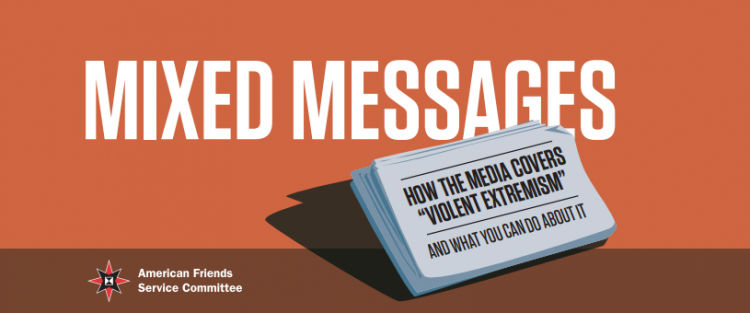 MIXED MESSAGES
HOW THE MEDIA COVERS
“VIOLENT EXTREMISM”
AND WHAT YOU CAN DO ABOUT IT
American Friends
Service Committee